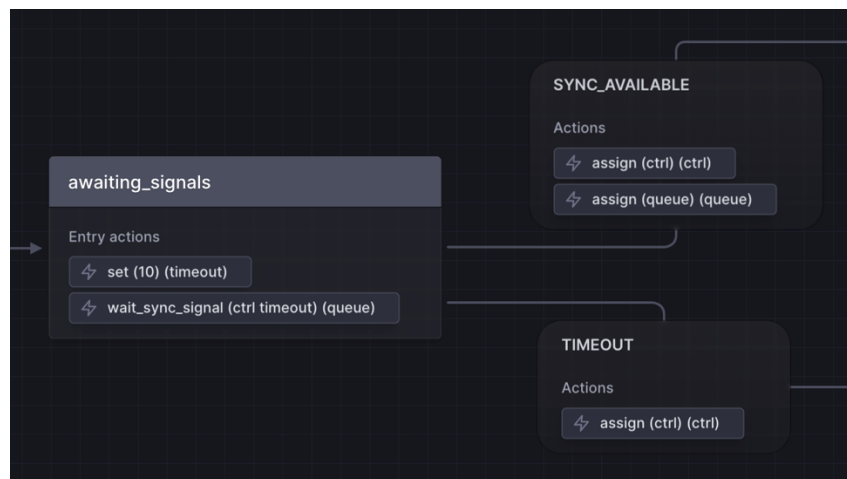 awaiting_signals
Entry actions
set (10) (timeout)
wait_sync_signal (ctrl timeout) (queue)
SYNC_AVAILABLE
Actions
assign (ctrl) (ctrl)
assign (queue) (queue)
TIMEOUT
Actions
assign (ctrl) (ctrl)